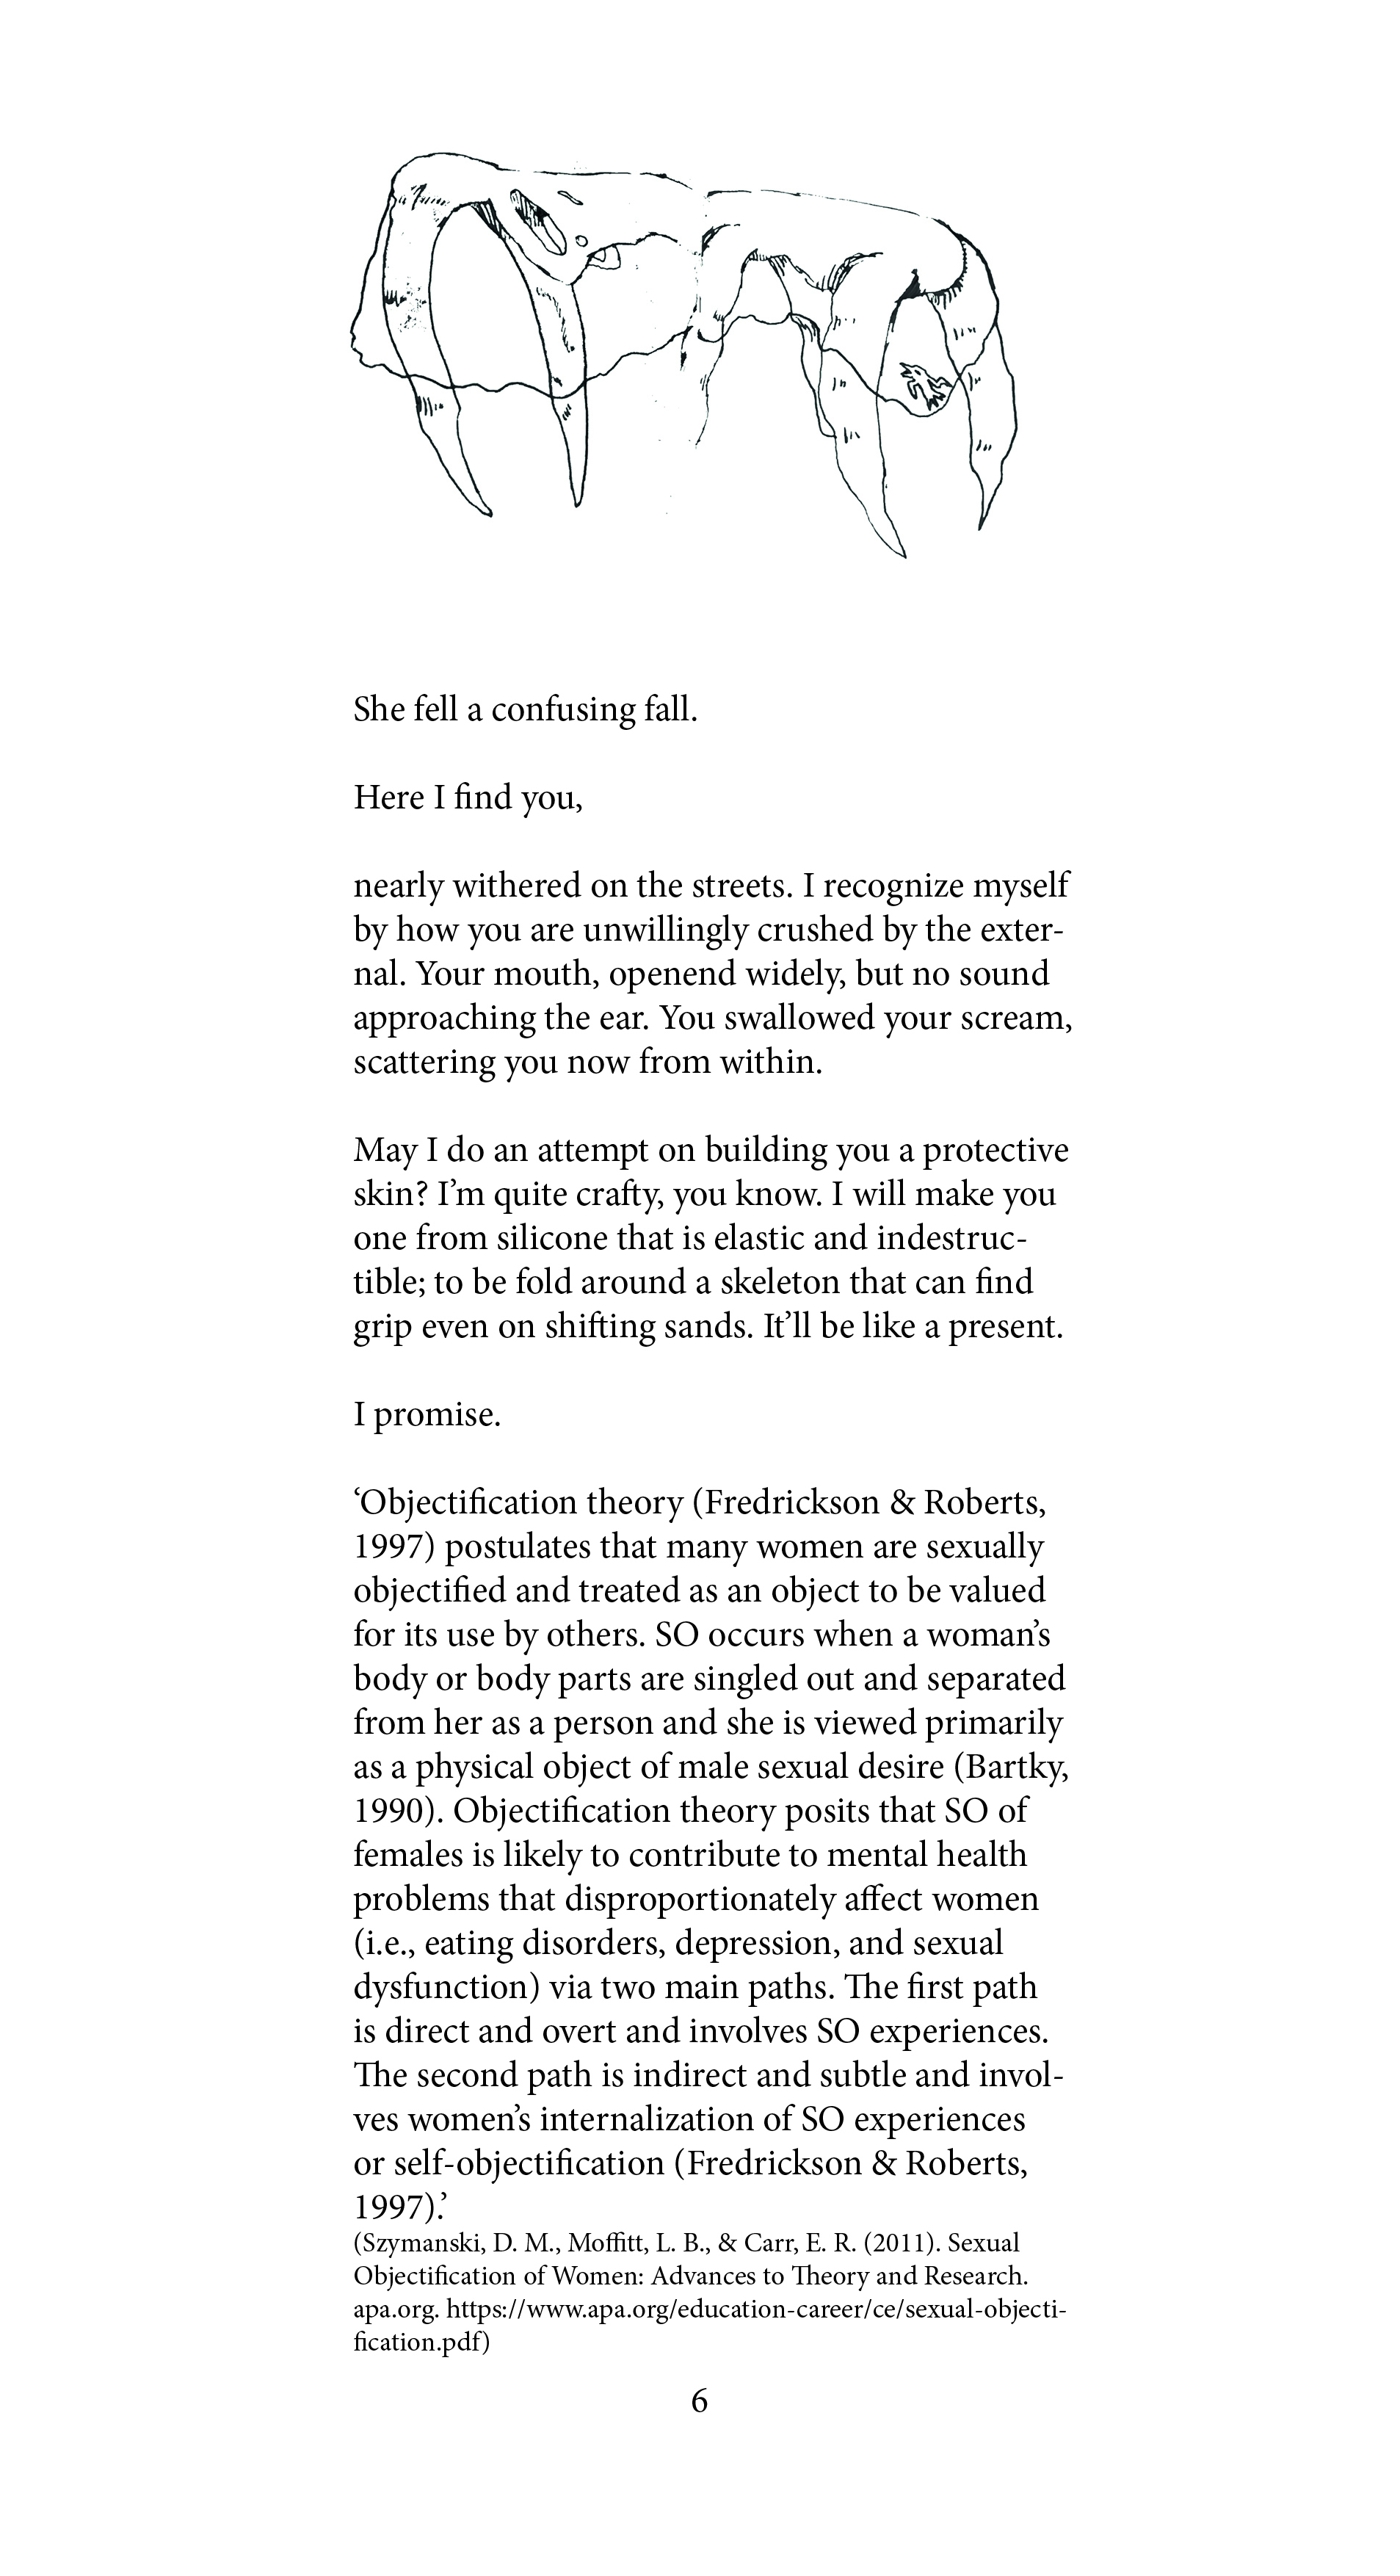 She fell a confusing fall.
Here I find you,
nearly withered on the streets. I recognize myself
by how you are unwillingly crushed by the exter-
nal. Your mouth, openend widely, but no sound
approaching the ear. You swallowed your scream,
scattering you now from within.
May I do an attempt on building you a protective
skin? I’m quite crafty, you know. I will make you
one from silicone that is elastic and indestruc-
tible; to be fold around a skeleton that can find
grip even on shifting sands. It’ll be like a present.
I promise.
‘Objectification theory (Fredrickson & Roberts,
1997) postulates that many women are sexually
objectified and treated as an object to be valued
for its use by others. SO occurs when a woman’s
body or body parts are singled out and separated
from her as a person and she is viewed primarily
as a physical object of male sexual desire (Bartky,
1990). Objectification theory posits that SO of
females is likely to contribute to mental health
problems that disproportionately affect women
(i.e., eating disorders, depression, and sexual
dysfunction) via two main paths. The first path
is direct and overt and involves SO experiences.
The second path is indirect and subtle and invol-
ves women’s internalization of SO experiences
or self-objectification (Fredrickson & Roberts,
1997).’
(Szymanski, D. M., Moffitt, L. B., & Carr, E. R. (2011). Sexual
Objectification of Women: Advances to Theory and Research.
apa.org. https://www.apa.org/education-career/ce/sexual-objecti-
fication.pdf)
6